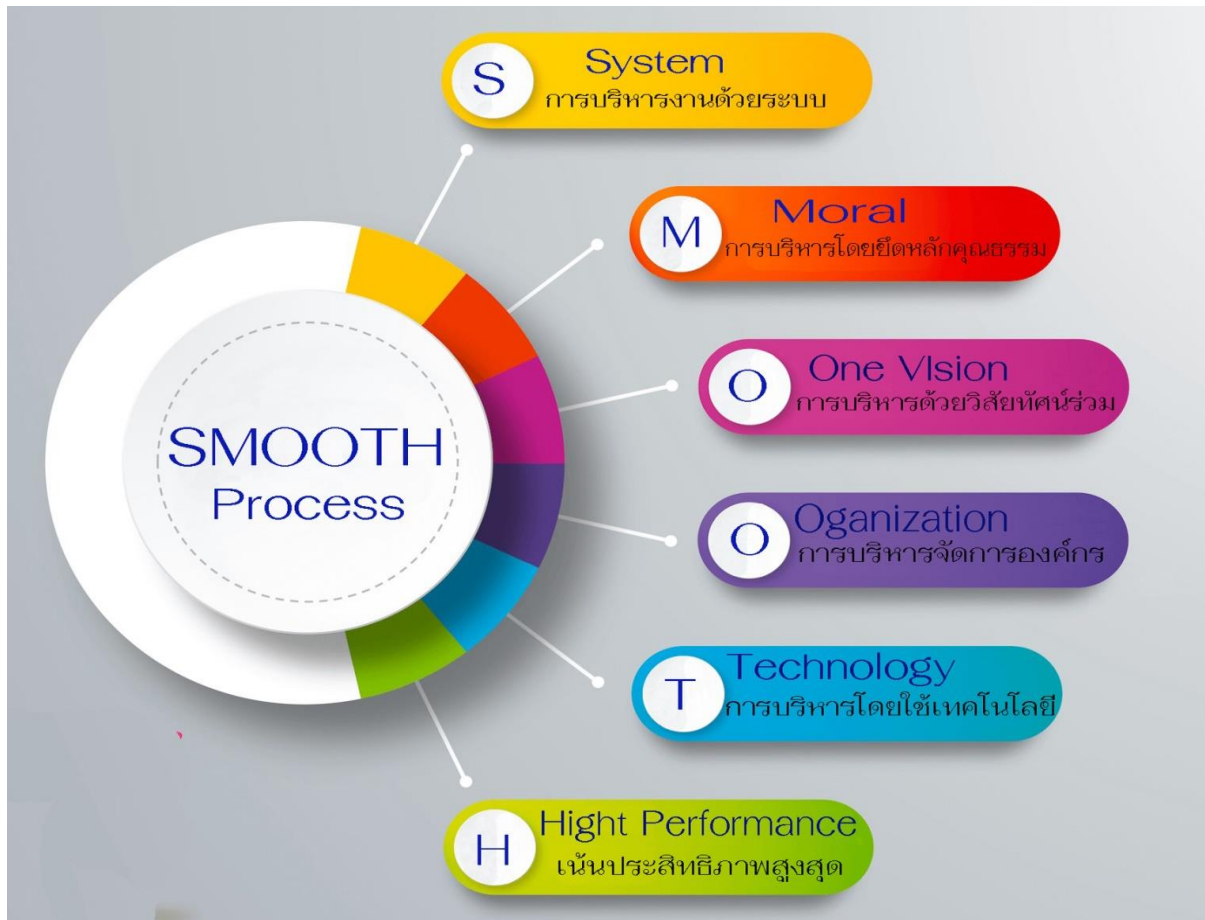 SMOOTH
Process
S
System
การบริหารงานด้วยระบบ
M
Moral
การบริหารโดยยึดหลักคุณธรรม
O
One VIsion
การบริหารด้วยวิสัยทัศน์ร่วม
O
Oganization
การบริหารจัดการองค์กร
T
Technology
การบริหารโดยใช้เทคโนโลยี
H
Hight Performance
เน้นประสิทธิภาพสูงสุด